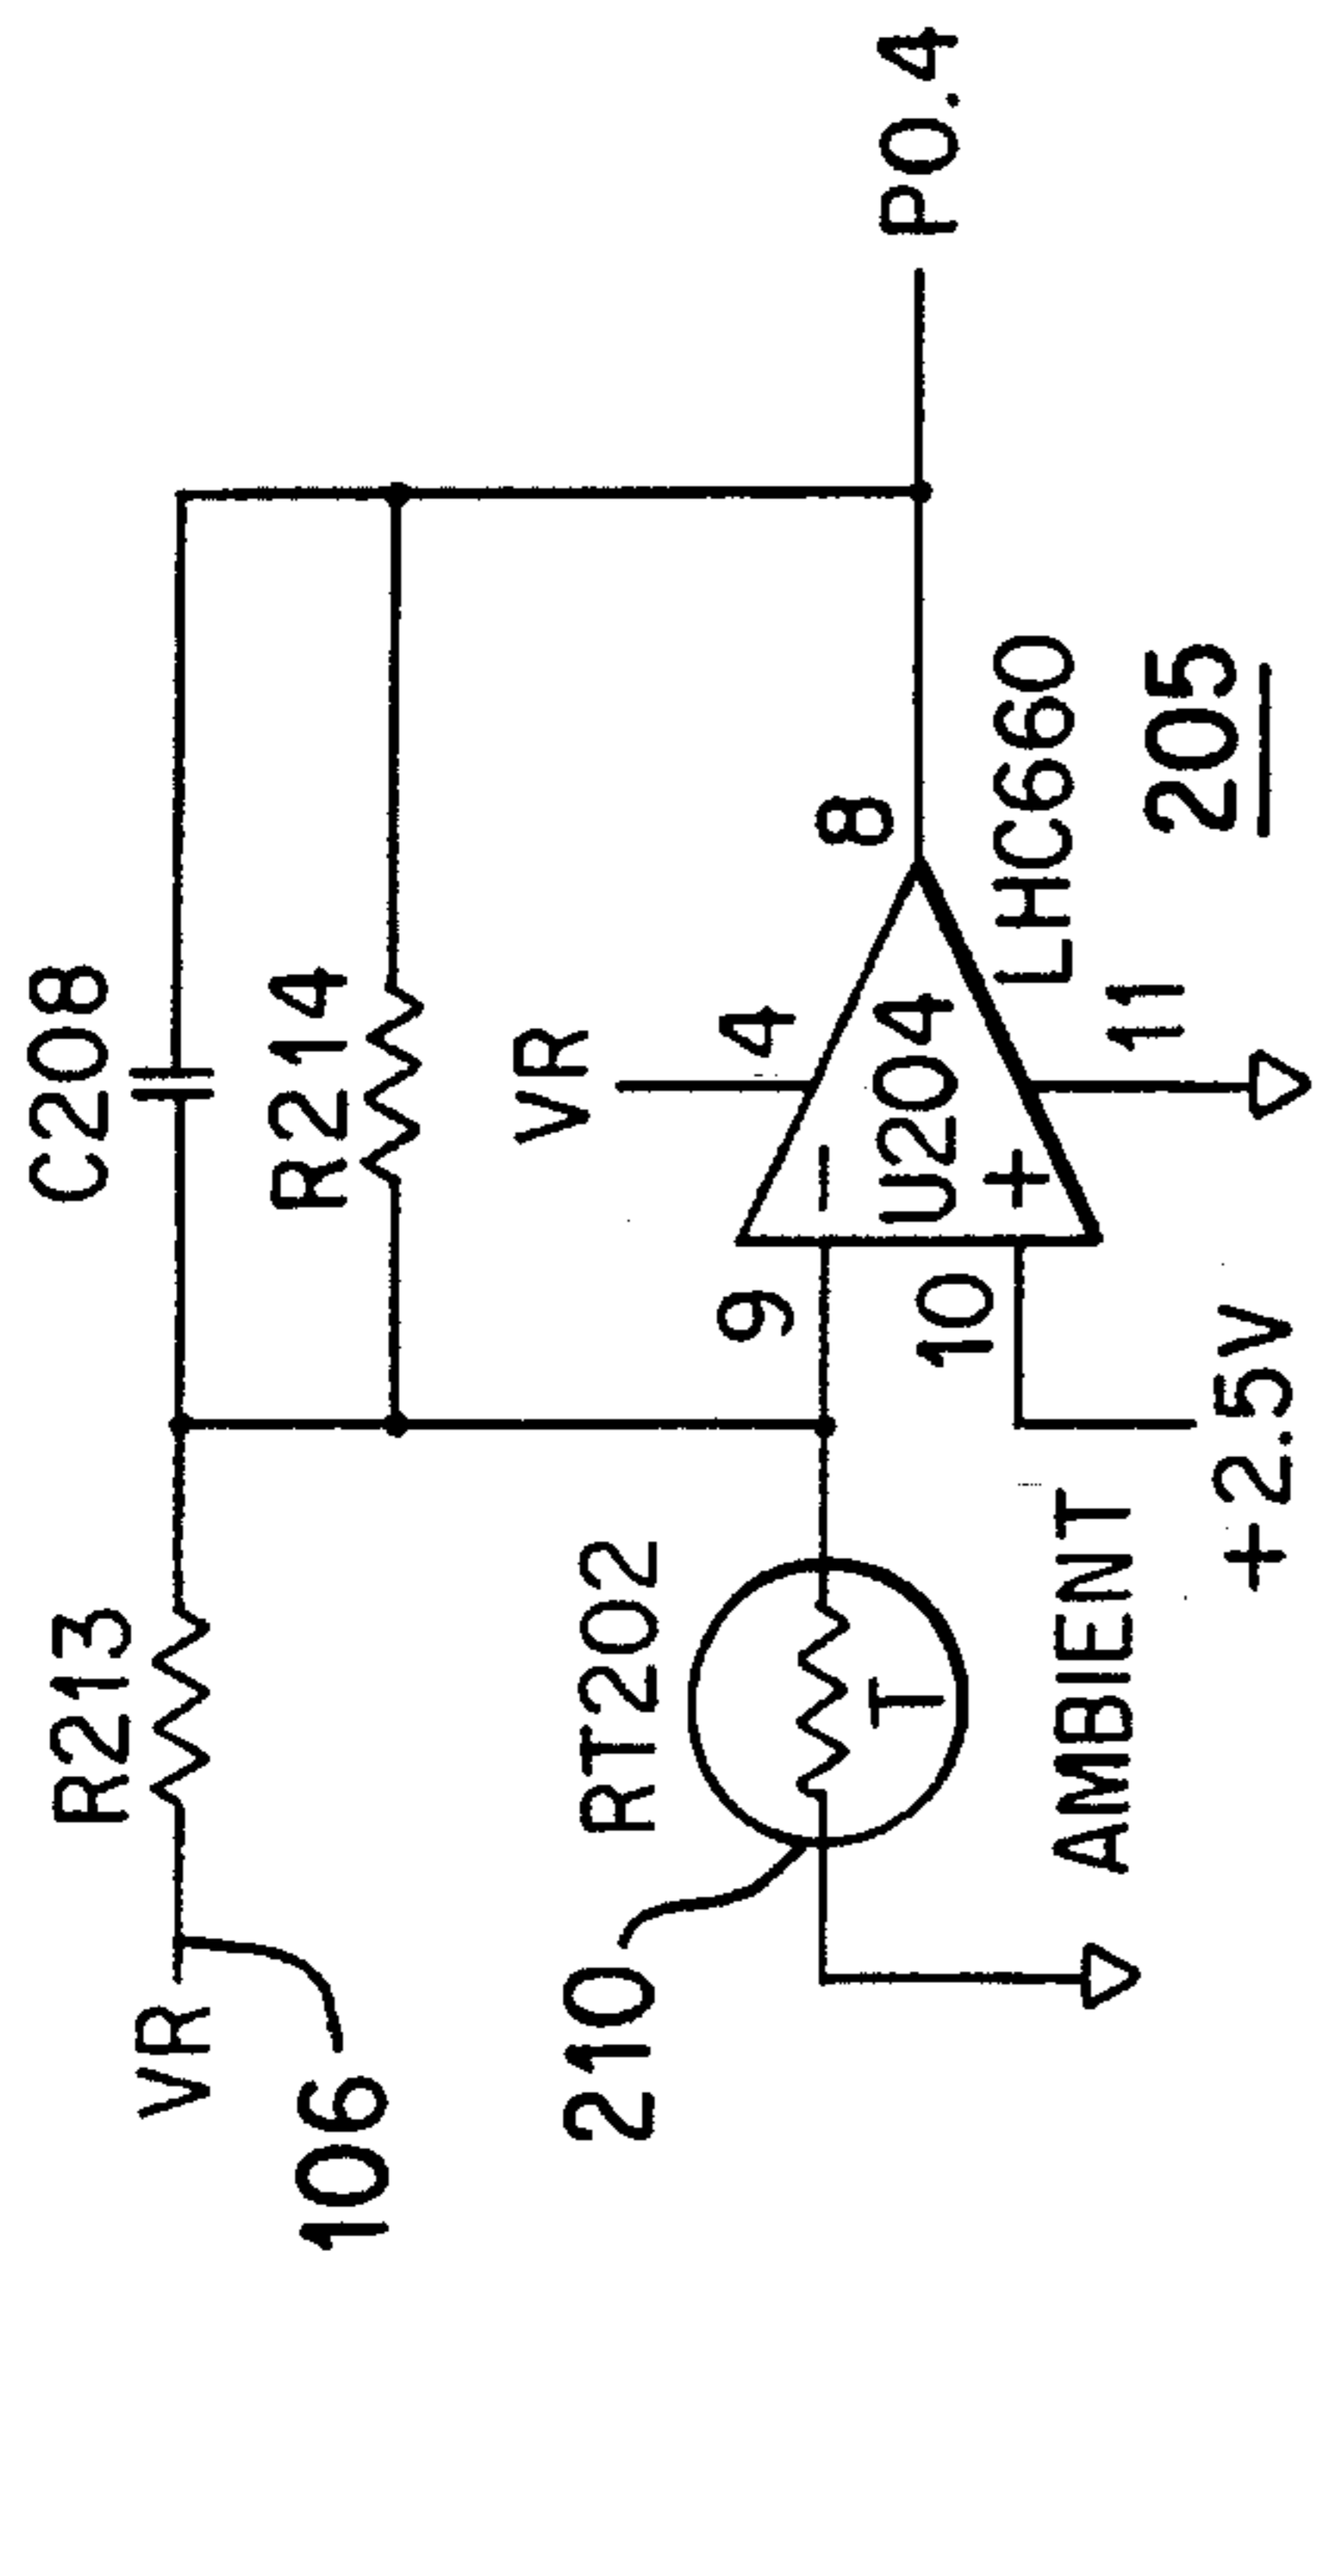 C208
R213
R214
VR
106
VR
RT202
4
P0.4
9
8
U204
−
+
210
T
10
LHC660
AMBIENT
11
205
+2.5V